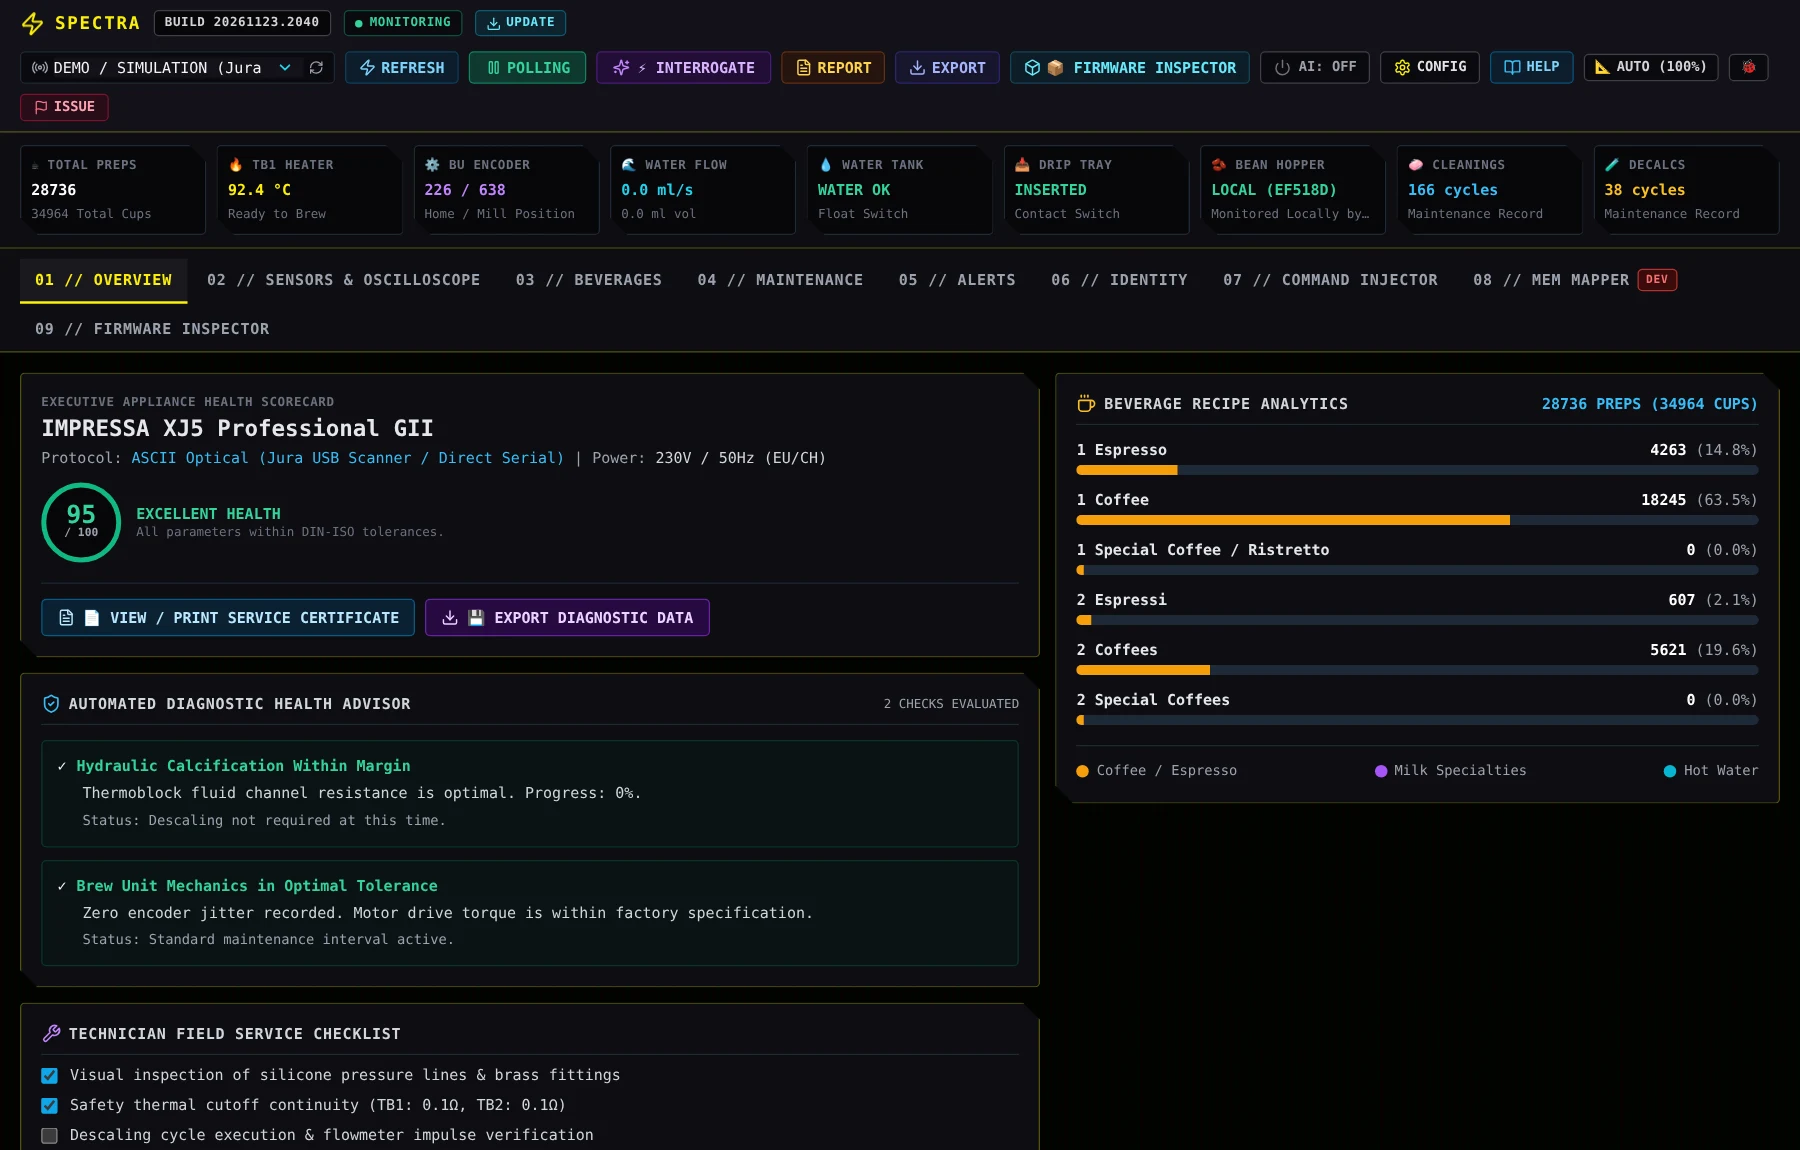 SPECTRA BUILD 20261123.2040 ● MONITORING UPDATE
DEMO / SIMULATION (Jura REFRESH POLLING ⚡ INTERROGATE REPORT EXPORT 📦 FIRMWARE INSPECTOR AI: OFF CONFIG HELP 📐 AUTO (100%) 🐞
ISSUE
☕ TOTAL PREPS
28736
34964 Total Cups
🔥 TB1 HEATER
92.4 °C
Ready to Brew
⚙️ BU ENCODER
226 / 638
Home / Mill Position
🌊 WATER FLOW
0.0 ml/s
0.0 ml vol
💧 WATER TANK
WATER OK
Float Switch
📥 DRIP TRAY
INSERTED
Contact Switch
🫘 BEAN HOPPER
LOCAL (EF518D)
Monitored Locally by…
🧼 CLEANINGS
166 cycles
Maintenance Record
🧪 DECALCS
38 cycles
Maintenance Record
01 // OVERVIEW 02 // SENSORS & OSCILLOSCOPE 03 // BEVERAGES 04 // MAINTENANCE 05 // ALERTS 06 // IDENTITY 07 // COMMAND INJECTOR 08 // MEM MAPPER DEV
09 // FIRMWARE INSPECTOR
EXECUTIVE APPLIANCE HEALTH SCORECARD
IMPRESSA XJ5 Professional GII
Protocol: ASCII Optical (Jura USB Scanner / Direct Serial) | Power: 230V / 50Hz (EU/CH)
95
/ 100
EXCELLENT HEALTH
All parameters within DIN-ISO tolerances.
📄 VIEW / PRINT SERVICE CERTIFICATE 💾 EXPORT DIAGNOSTIC DATA
AUTOMATED DIAGNOSTIC HEALTH ADVISOR 2 CHECKS EVALUATED
✓ Hydraulic Calcification Within Margin
Thermoblock fluid channel resistance is optimal. Progress: 0%.
Status: Descaling not required at this time.
✓ Brew Unit Mechanics in Optimal Tolerance
Zero encoder jitter recorded. Motor drive torque is within factory specification.
Status: Standard maintenance interval active.
TECHNICIAN FIELD SERVICE CHECKLIST
Visual inspection of silicone pressure lines & brass fittings
Safety thermal cutoff continuity (TB1: 0.1Ω, TB2: 0.1Ω)
Descaling cycle execution & flowmeter impulse verification
BEVERAGE RECIPE ANALYTICS 28736 PREPS (34964 CUPS)
1 Espresso 4263 (14.8%)
1 Coffee 18245 (63.5%)
1 Special Coffee / Ristretto 0 (0.0%)
2 Espressi 607 (2.1%)
2 Coffees 5621 (19.6%)
2 Special Coffees 0 (0.0%)
Coffee / Espresso Milk Specialties Hot Water